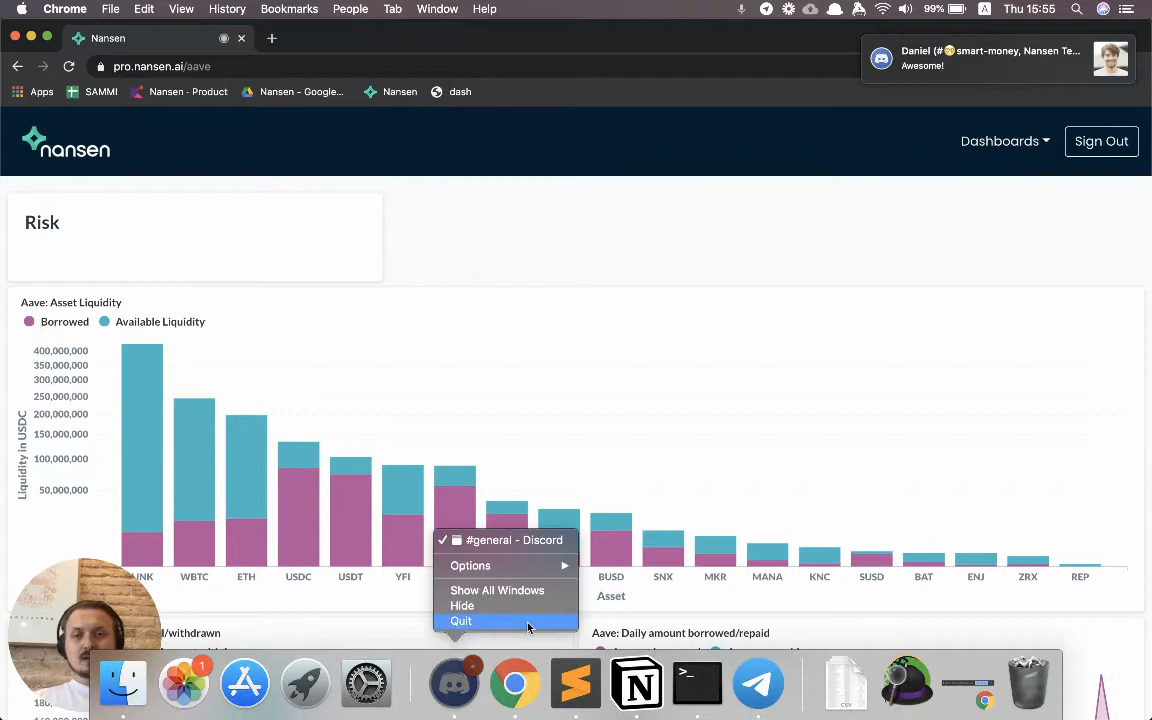 Chrome File Edit View History Bookmarks People Tab Window Help 99% A Thu 15:55
Nansen
pro.nansen.ai/aave
Daniel (#🧐smart-money, Nansen Te...
Awesome!
Apps SAMMI Nansen · Product Nansen – Google... Nansen dash
nansen
Dashboards
Sign Out
Risk
Aave: Asset Liquidity
Borrowed Available Liquidity
Liquidity in USDC
400,000,000
350,000,000
300,000,000
250,000,000
200,000,000
150,000,000
100,000,000
50,000,000
WBTC ETH USDC USDT YFI BUSD SNX MKR MANA KNC SUSD BAT ENJ ZRX REP
Asset
#general - Discord
Options
Show All Windows
Hide
Quit
d/withdrawn
Aave: Daily amount borrowed/repaid
1
N
>_
CSV